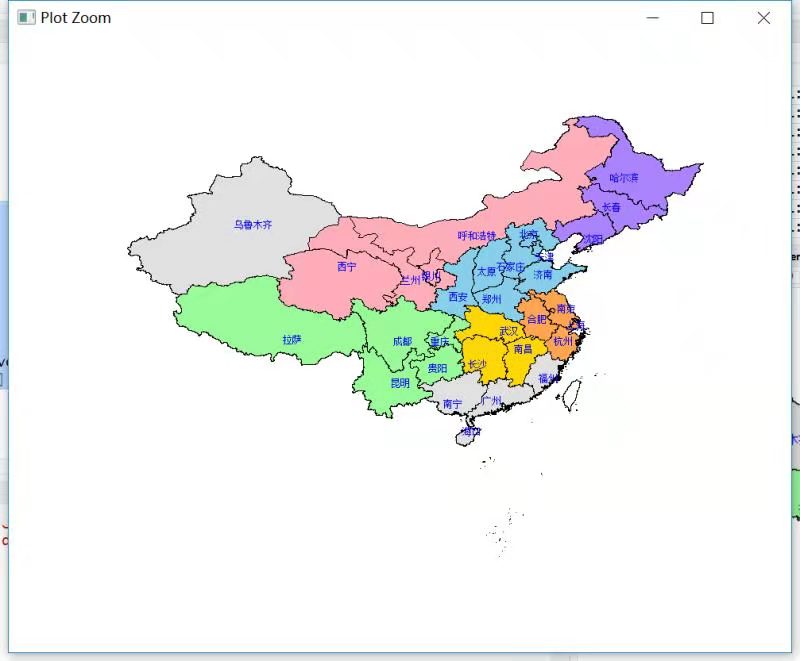 Plot Zoom
哈尔滨
长春
乌鲁木齐
呼和浩特
北京
沈阳
天津
西宁
兰州
银川
太原
石家庄
济南
西安
郑州
南京
合肥
武汉
拉萨
成都
重庆
杭州
南昌
长沙
贵阳
昆明
福州
南宁
广州
海口